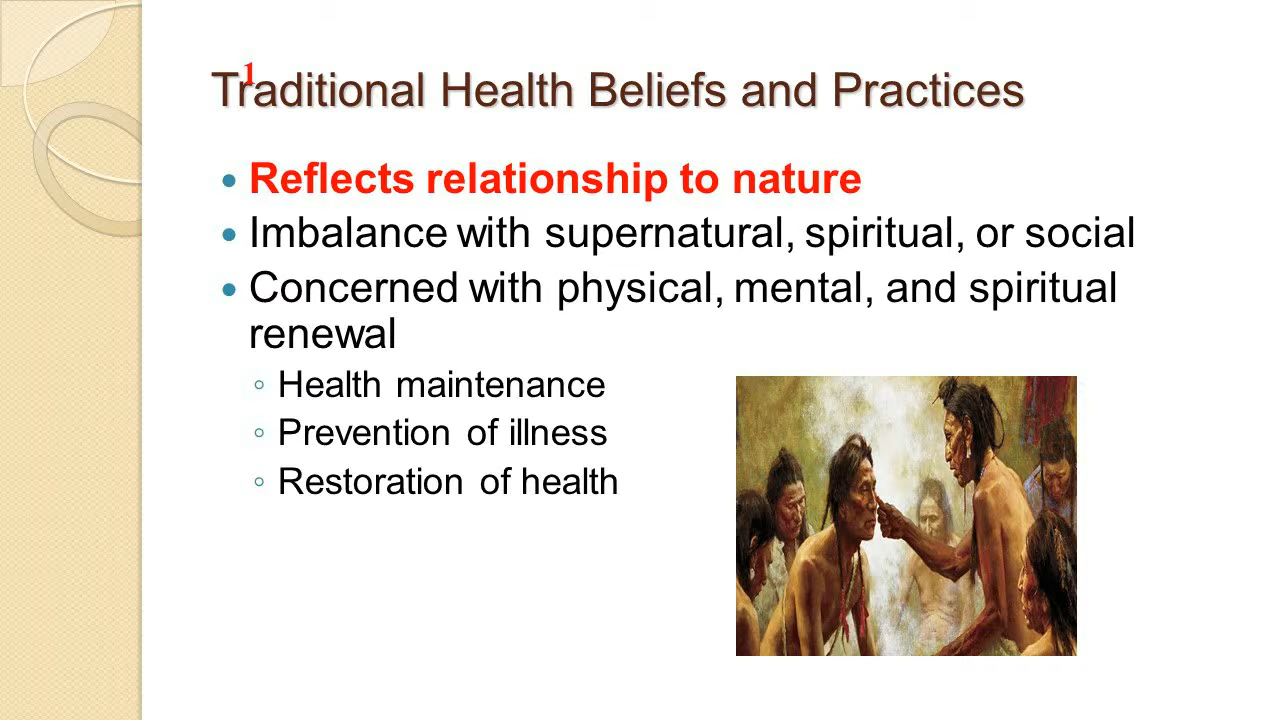 1
Traditional Health Beliefs and Practices
• Reflects relationship to nature
• Imbalance with supernatural, spiritual, or social
• Concerned with physical, mental, and spiritual
renewal
◦ Health maintenance
◦ Prevention of illness
◦ Restoration of health